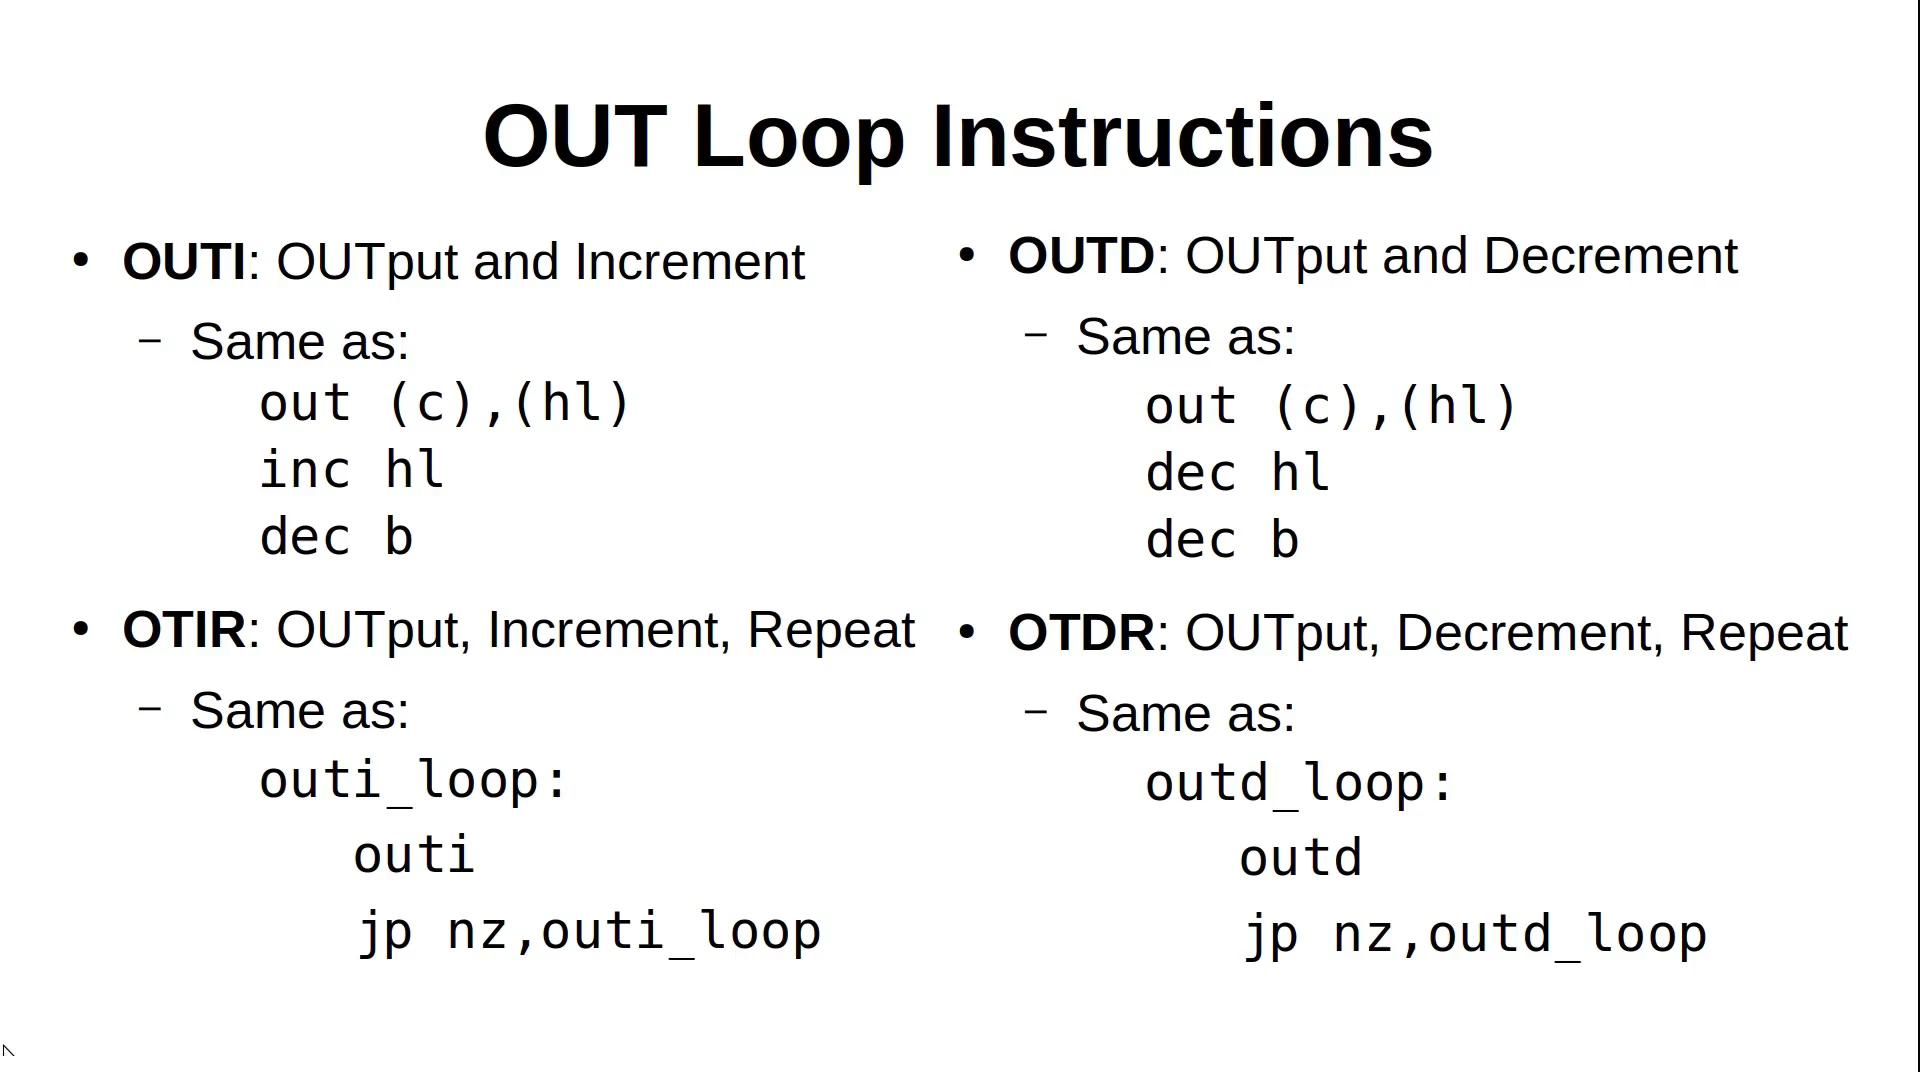 OUT Loop Instructions
• OUTI: OUTput and Increment
– Same as:
out (c),(hl)
inc hl
dec b
• OTIR: OUTput, Increment, Repeat
– Same as:
outi_loop:
outi
jp nz,outi_loop
• OUTD: OUTput and Decrement
– Same as:
out (c),(hl)
dec hl
dec b
• OTDR: OUTput, Decrement, Repeat
– Same as:
outd_loop:
outd
jp nz,outd_loop